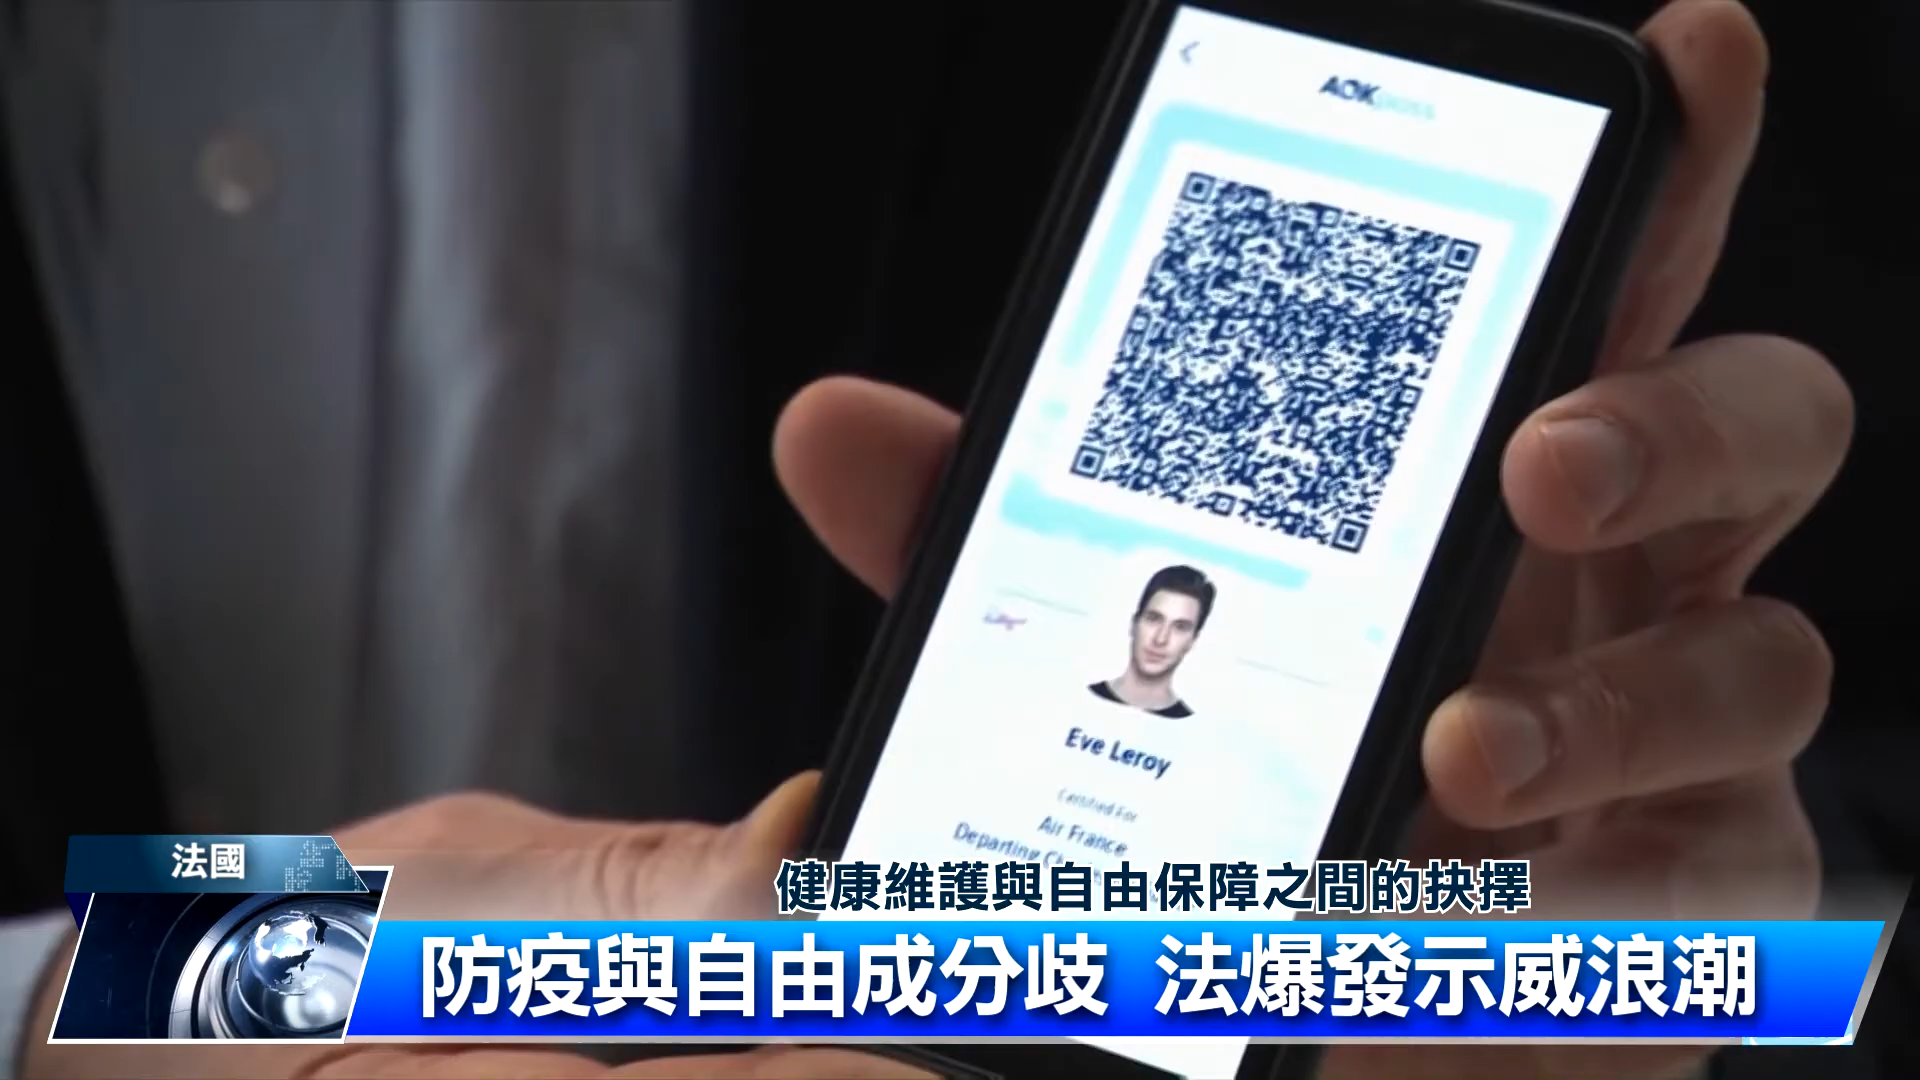 AOKpass
Eve Leroy
Certified For
Air France
Departing
法國
健康維護與自由保障之間的抉擇
防疫與自由成分歧 法爆發示威浪潮